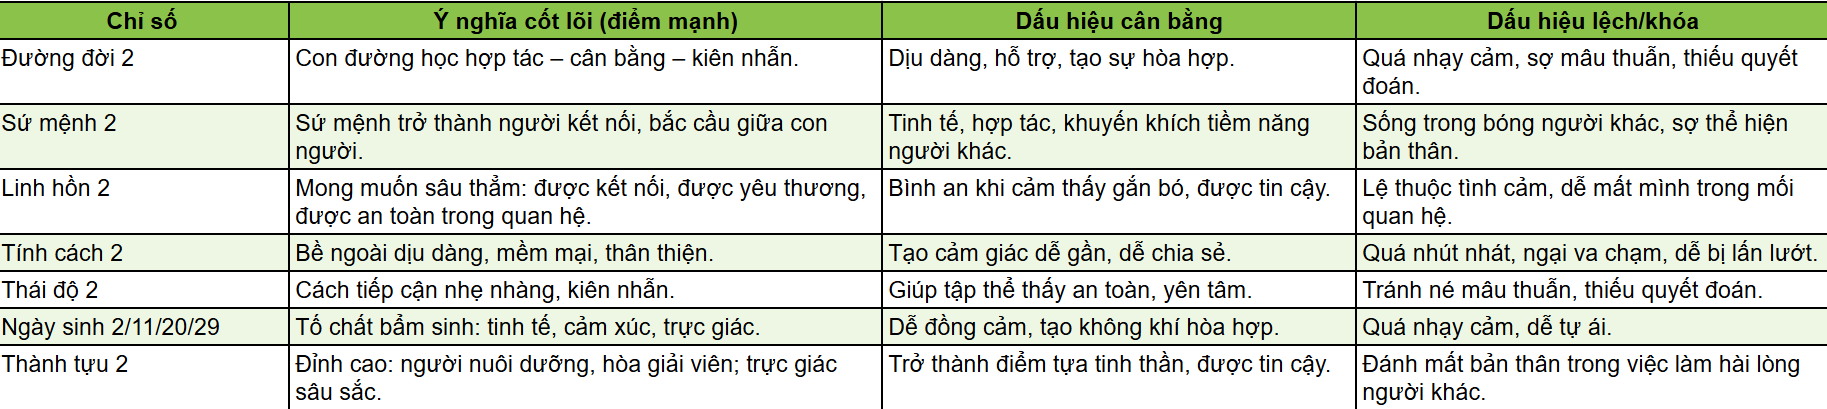 Chỉ số	Ý nghĩa cốt lõi (điểm mạnh)	Dấu hiệu cân bằng	Dấu hiệu lệch/khóa
Đường đời 2	Con đường học hợp tác – cân bằng – kiên nhẫn.	Dịu dàng, hỗ trợ, tạo sự hòa hợp.	Quá nhạy cảm, sợ mâu thuẫn, thiếu quyết
đoán.
Sứ mệnh 2	Sứ mệnh trở thành người kết nối, bắc cầu giữa con	Tinh tế, hợp tác, khuyến khích tiềm năng	Sống trong bóng người khác, sợ thể hiện
người.	người khác.	bản thân.
Linh hồn 2	Mong muốn sâu thẳm: được kết nối, được yêu thương,	Bình an khi cảm thấy gắn bó, được tin cậy.	Lệ thuộc tình cảm, dễ mất mình trong mối
được an toàn trong quan hệ.	quan hệ.
Tính cách 2	Bề ngoài dịu dàng, mềm mại, thân thiện.	Tạo cảm giác dễ gần, dễ chia sẻ.	Quá nhút nhát, ngại va chạm, dễ bị lấn lướt.
Thái độ 2	Cách tiếp cận nhẹ nhàng, kiên nhẫn.	Giúp tập thể thấy an toàn, yên tâm.	Tránh né mâu thuẫn, thiếu quyết đoán.
Ngày sinh 2/11/20/29	Tố chất bẩm sinh: tinh tế, cảm xúc, trực giác.	Dễ đồng cảm, tạo không khí hòa hợp.	Quá nhạy cảm, dễ tự ái.
Thành tựu 2	Đỉnh cao: người nuôi dưỡng, hòa giải viên; trực giác	Trở thành điểm tựa tinh thần, được tin cậy.	Đánh mất bản thân trong việc làm hài lòng
sâu sắc.	người khác.